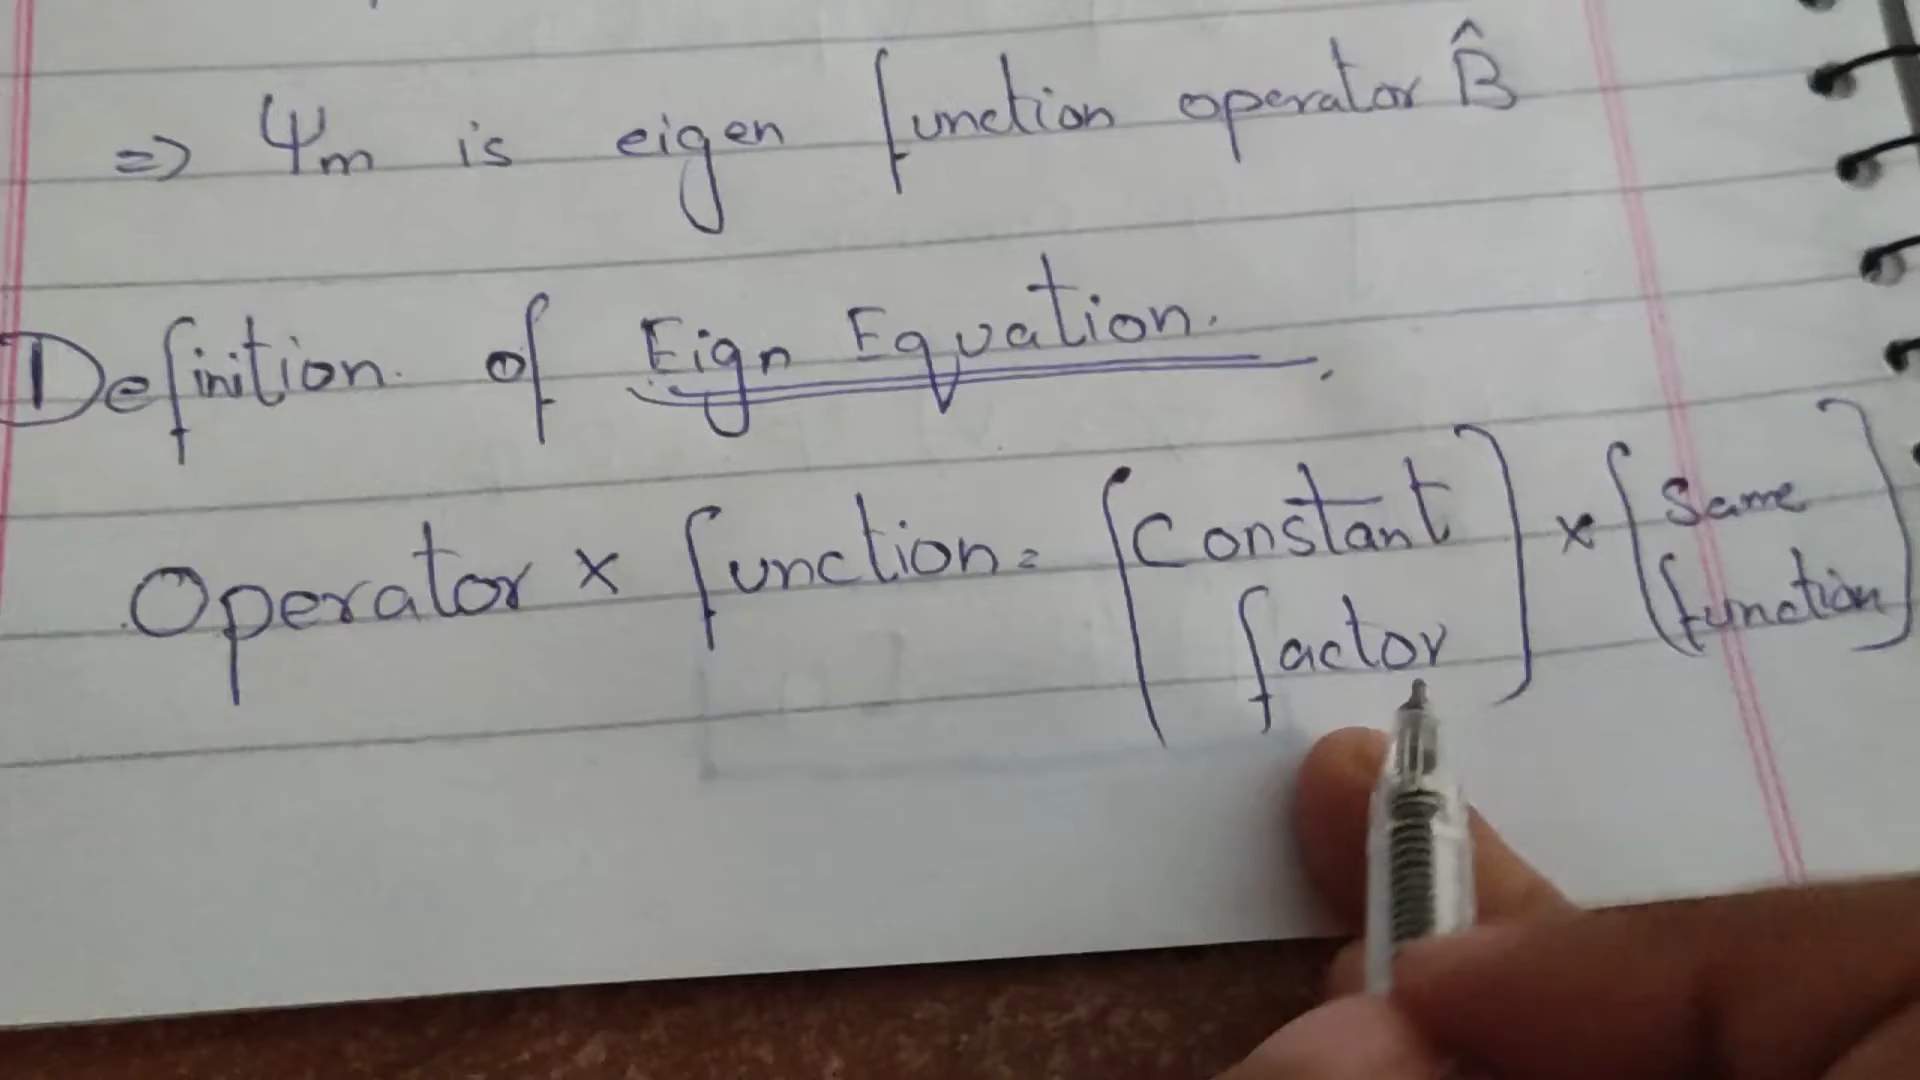 => Ψm is eigen function operator B̂
Definition. of Eign Equation.
Operator x function = [Constant factor] x [Same function]